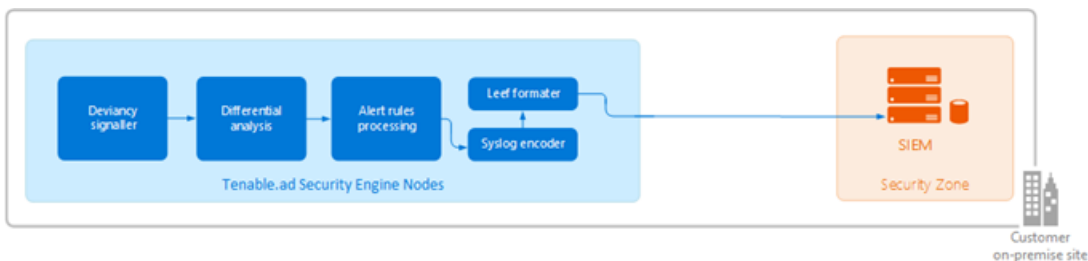 Deviancy
signaller
Differential
analysis
Alert rules
processing
Leef formater
Syslog encoder
Tenable.ad Security Engine Nodes
SIEM
Security Zone
Customer
on-premise site